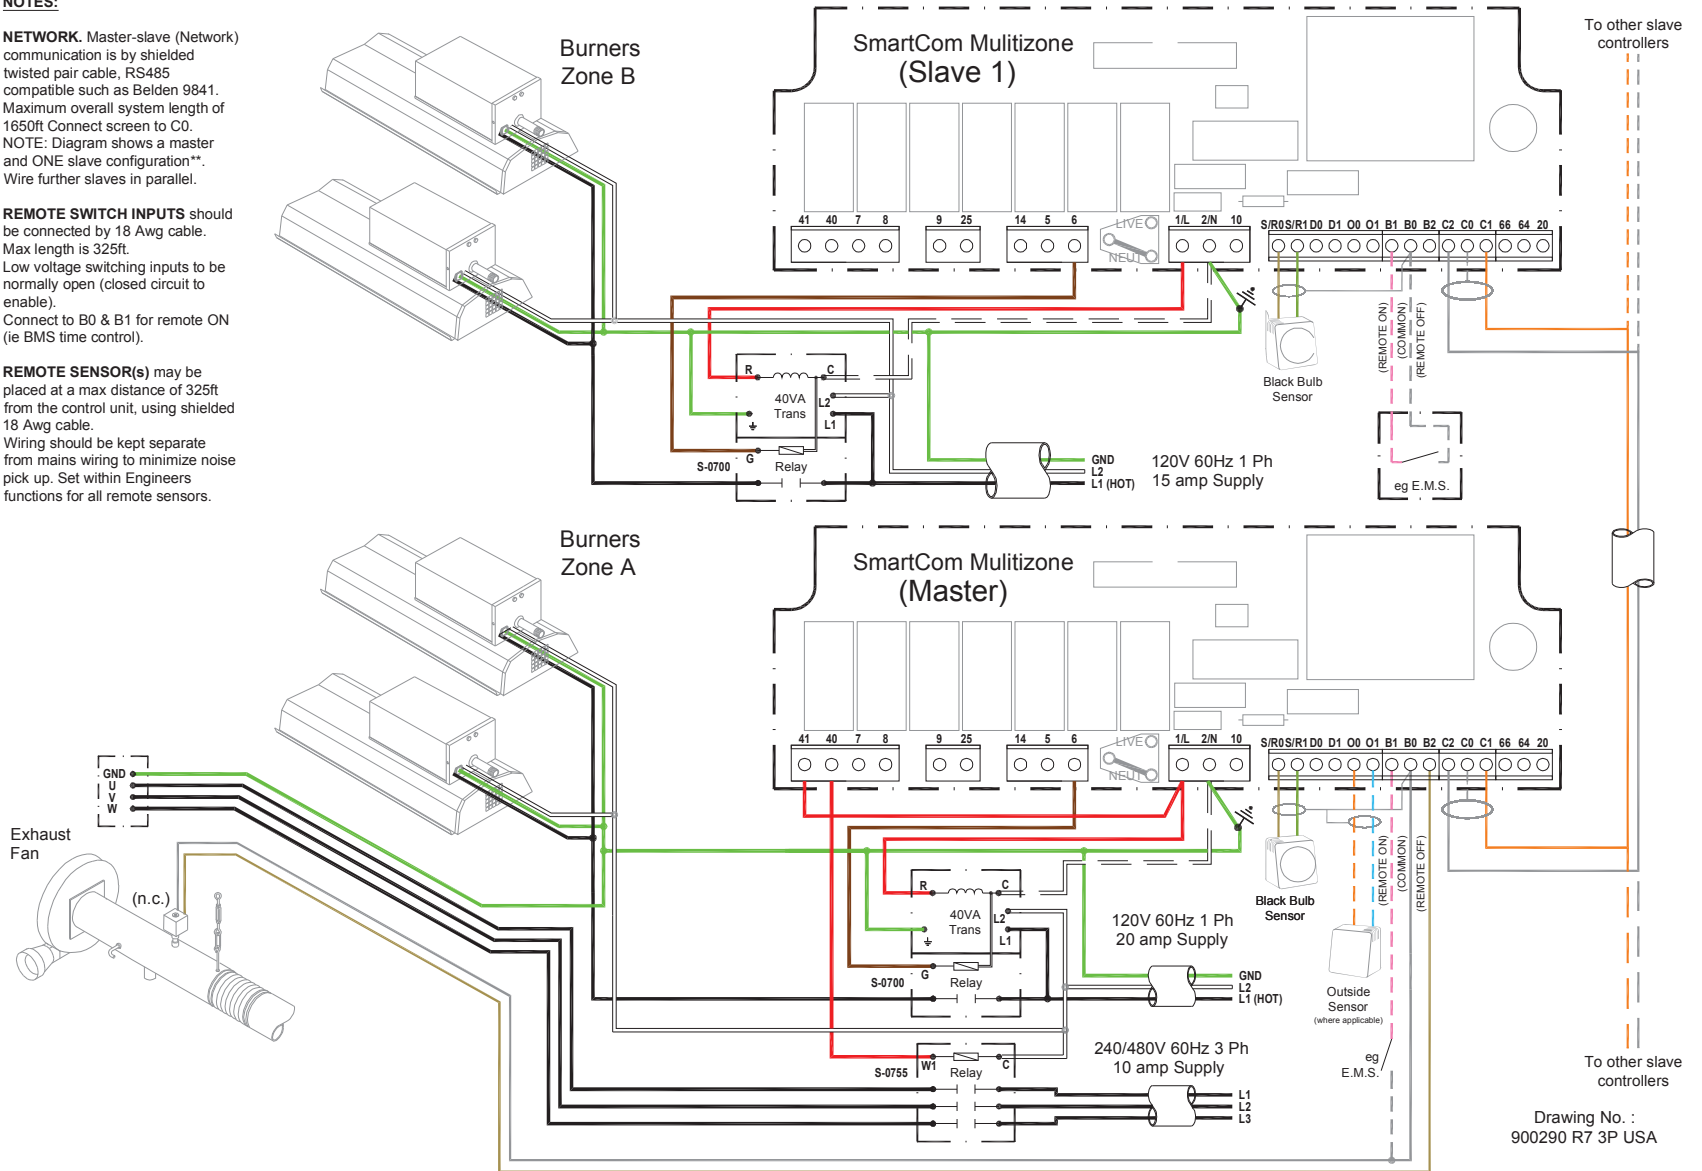 NOTES:
NETWORK. Master-slave (Network)
communication is by shielded
twisted pair cable, RS485
compatible such as Belden 9841.
Maximum overall system length of
1650ft Connect screen to C0.
NOTE: Diagram shows a master
and ONE slave configuration**.
Wire further slaves in parallel.
REMOTE SWITCH INPUTS should
be connected by 18 Awg cable.
Max length is 325ft.
Low voltage switching inputs to be
normally open (closed circuit to
enable).
Connect to B0 & B1 for remote ON
(ie BMS time control).
REMOTE SENSOR(s) may be
placed at a max distance of 325ft
from the control unit, using shielded
18 Awg cable.
Wiring should be kept separate
from mains wiring to minimize noise
pick up. Set within Engineers
functions for all remote sensors.
Burners
Zone B
SmartCom Mulitizone
(Slave 1)
To other slave
controllers
41 40 7 8 9 25 14 5 6 LIVE NEUT 1/L 2/N 10 S/R0 S/R1 D0 D1 O0 O1 B1 B0 B2 C2 C0 C1 66 64 20
(REMOTE ON)
(COMMON)
(REMOTE OFF)
Black Bulb
Sensor
eg E.M.S.
R C
40VA
Trans
L2
L1
G
S-0700
Relay
GND
L2
L1 (HOT)
120V 60Hz 1 Ph
15 amp Supply
Burners
Zone A
SmartCom Mulitizone
(Master)
41 40 7 8 9 25 14 5 6 LIVE NEUT 1/L 2/N 10 S/R0 S/R1 D0 D1 O0 O1 B1 B0 B2 C2 C0 C1 66 64 20
GND
U
V
W
Exhaust
Fan
(n.c.)
(REMOTE ON)
(COMMON)
(REMOTE OFF)
Black Bulb
Sensor
R C
40VA
Trans
L2
L1
G
S-0700
Relay
120V 60Hz 1 Ph
20 amp Supply
GND
L2
L1 (HOT)
Outside
Sensor
(where applicable)
eg
E.M.S.
W1 C
S-0755
Relay
240/480V 60Hz 3 Ph
10 amp Supply
L1
L2
L3
To other slave
controllers
Drawing No. :
900290 R7 3P USA